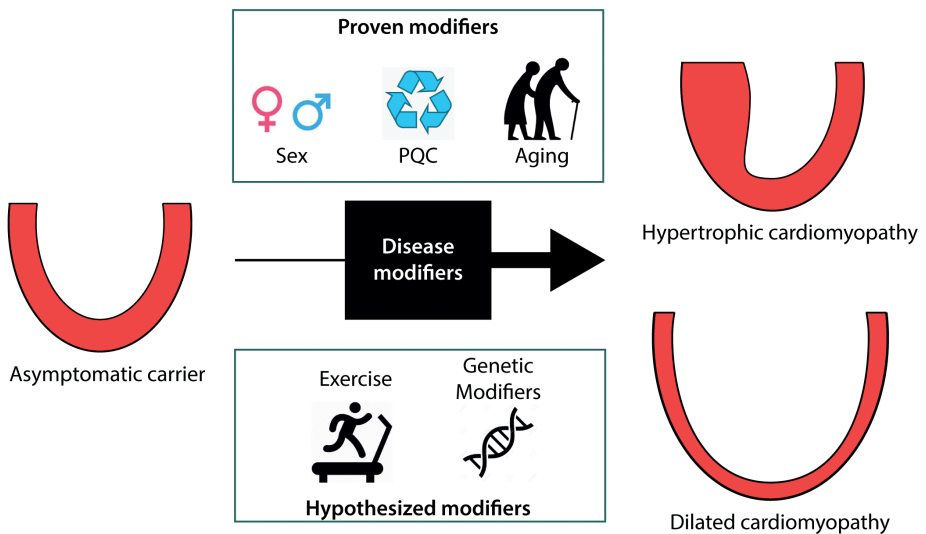 Proven modifiers
Sex
PQC
Aging
Hypertrophic cardiomyopathy
Disease
modifiers
Asymptomatic carrier
Exercise
Genetic
Modifiers
Hypothesized modifiers
Dilated cardiomyopathy